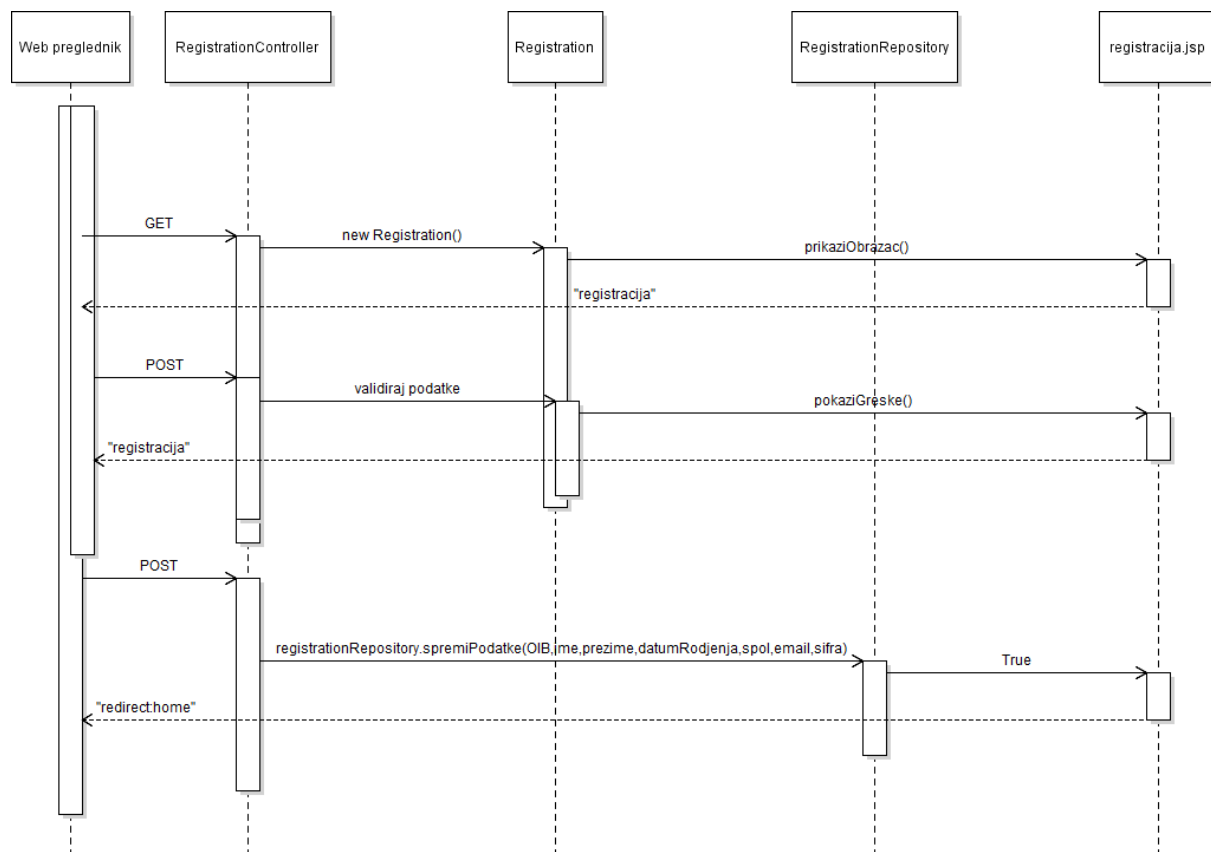 Web preglednik
RegistrationController
Registration
RegistrationRepository
registracija.jsp
GET
new Registration()
prikaziObrazac()
"registracija"
POST
validiraj podatke
pokaziGreske()
"registracija"
POST
registrationRepository.spremiPodatke(OIB,ime,prezime,datumRodjenja,spol,email,sifra)
True
"redirect:home"